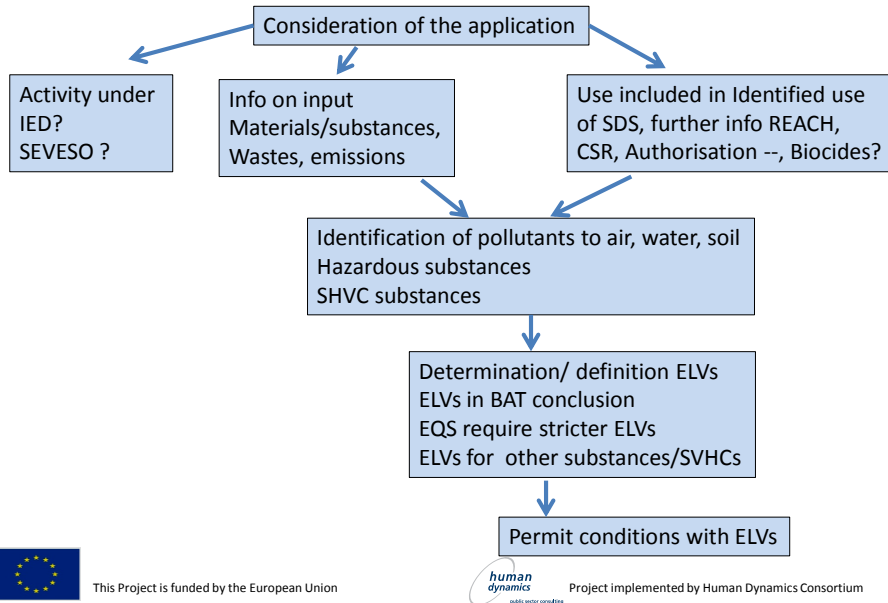 Consideration of the application
Activity under
IED?
SEVESO ?
Info on input
Materials/substances,
Wastes, emissions
Use included in Identified use
of SDS, further info REACH,
CSR, Authorisation --, Biocides?
Identification of pollutants to air, water, soil
Hazardous substances
SHVC substances
Determination/ definition ELVs
ELVs in BAT conclusion
EQS require stricter ELVs
ELVs for  other substances/SVHCs
Permit conditions with ELVs
This Project is funded by the European Union
human
dynamics
public sector consulting
Project implemented by Human Dynamics Consortium